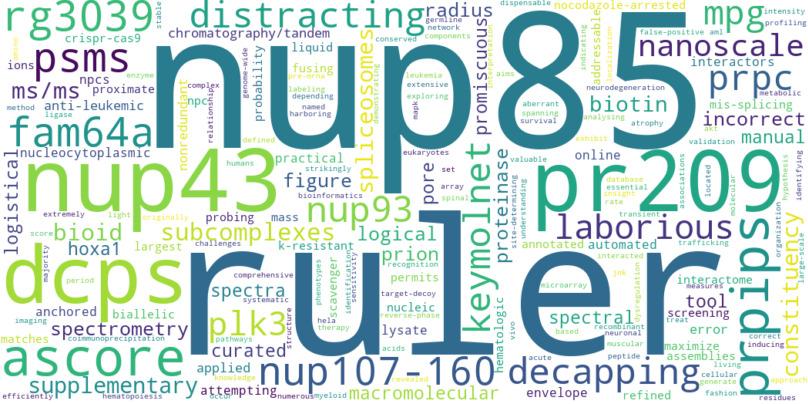 rg3039
distracting
radius
nocodazole-arrested
mpg
intensity
profiling
crispr-cas9
chromatography/tandem
germline
network
components
dispensable
false-positive
aml
stable
psms
nup85
nanoscale
ions
npcs
enzyme
liquid
fusing
conserved
indicating
addressable
localization
interactors
ms/ms
proximate
complex
genome-wide
probability
labeling
depending
named
harboring
leukemia
extensive
exploring
mapk
promiscuous
aberrant
spanning
survival
neurodegeneration
akt
validation
metabolic
prpc
anti-leukemic
method
ligase
npc
relationships
nonredundant
pre-mrna
spliceosomes
demonstrating
interpretation
aims
biotin
mis-splicing
fam64a
atrophy
analysing
incorrect
nucleocytoplasmic
defined
eukaryotes
exhibit
manual
logistical
nup43
humans
practical
strikingly
bioinformatics
figure
pore
set
array
spinal
proteinase
online
valuable
site-determining
understanding
pr209
database
essential
rate
transient
insight
associations
located
molecular
hypothesis
identifying
extremely
light
originally
probing
mass
nup93
keymolnet
laborious
trafficking
organization
large-scale
score
bioid
largest
challenges
k-resistant
logical
subcomplexes
annotated
automated
constituency
majority
hoxa1
comprehensive
systematic
prion
recognition
interacted
jnk
dysregulation
interactome
measures
treat
dcps
ruler
period
spectra
phenotypes
scavenger
identification
sensitivity
permits
hematologic
microarray
tool
screening
prpips
anchored
biallelic
plk3
structure
target-decoy
nucleic
vivo
spectral
based
recombinant
neuronal
error
correct
inducing
spectrometry
imaging
coimmunoprecipitation
hela
therapy
reverse-phase
lysate
muscular
maximize
matches
curated
pathways
acids
acute
peptide
assemblies
living
cellular
generate
approach
ascore
applied
knowledge
nup107-160
decapping
fashion
supplementary
attempting
macromolecular
envelope
refined
residues
efficiently
hematopoiesis
occur
numerous
myeloid
revealed